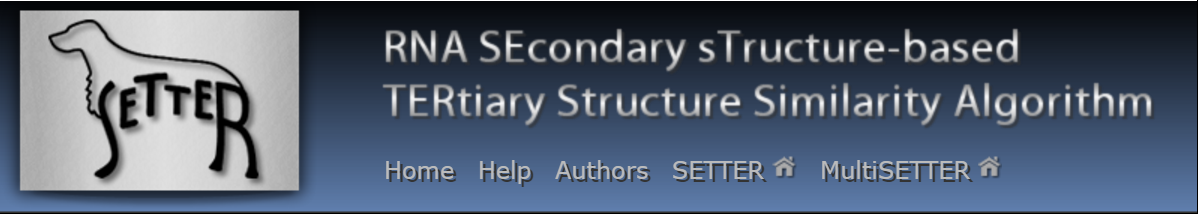 SETTER
RNA SEcondary sTructure-based
TERtiary Structure Similarity Algorithm
Home Help Authors SETTER MultiSETTER